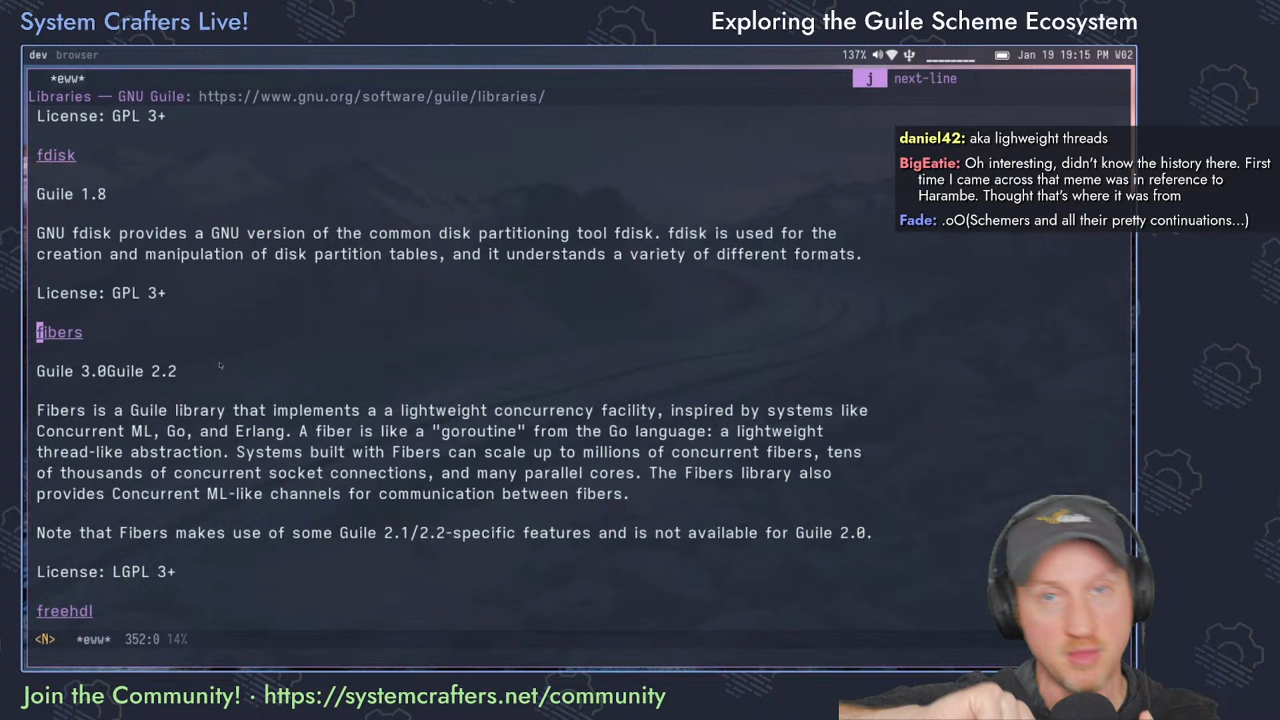 System Crafters Live!
Exploring the Guile Scheme Ecosystem
dev browser
137%
Jan 19 19:15 PM W02
*eww*
j next-line
Libraries — GNU Guile: https://www.gnu.org/software/guile/libraries/
License: GPL 3+
fdisk
Guile 1.8
GNU fdisk provides a GNU version of the common disk partitioning tool fdisk. fdisk is used for the
creation and manipulation of disk partition tables, and it understands a variety of different formats.
License: GPL 3+
fibers
Guile 3.0Guile 2.2
Fibers is a Guile library that implements a a lightweight concurrency facility, inspired by systems like
Concurrent ML, Go, and Erlang. A fiber is like a "goroutine" from the Go language: a lightweight
thread-like abstraction. Systems built with Fibers can scale up to millions of concurrent fibers, tens
of thousands of concurrent socket connections, and many parallel cores. The Fibers library also
provides Concurrent ML-like channels for communication between fibers.
Note that Fibers makes use of some Guile 2.1/2.2-specific features and is not available for Guile 2.0.
License: LGPL 3+
freehdl
<N> *eww* 352:0 14%
daniel42: aka lighweight threads
BigEatie: Oh interesting, didn't know the history there. First
time I came across that meme was in reference to
Harambe. Thought that's where it was from
Fade: .oO(Schemers and all their pretty continuations...)
Join the Community! · https://systemcrafters.net/community